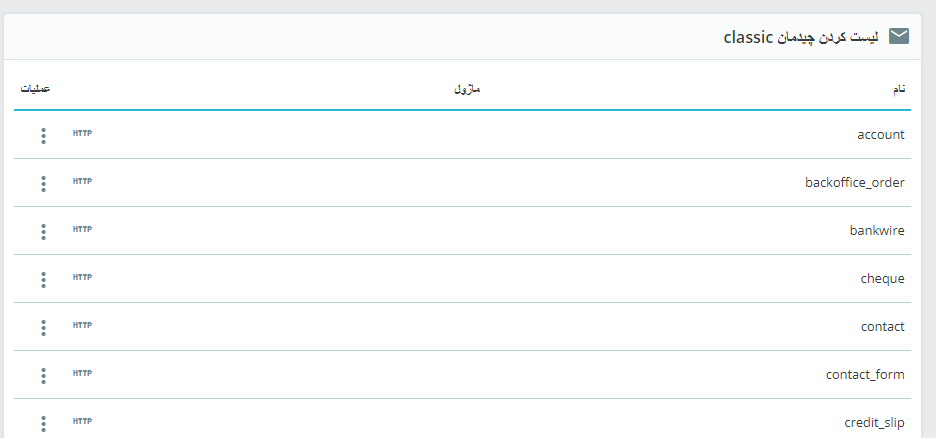 لیست کردن چیدمان classic
نام ماژول عملیات
account HTTP
backoffice_order HTTP
bankwire HTTP
cheque HTTP
contact HTTP
contact_form HTTP
credit_slip HTTP